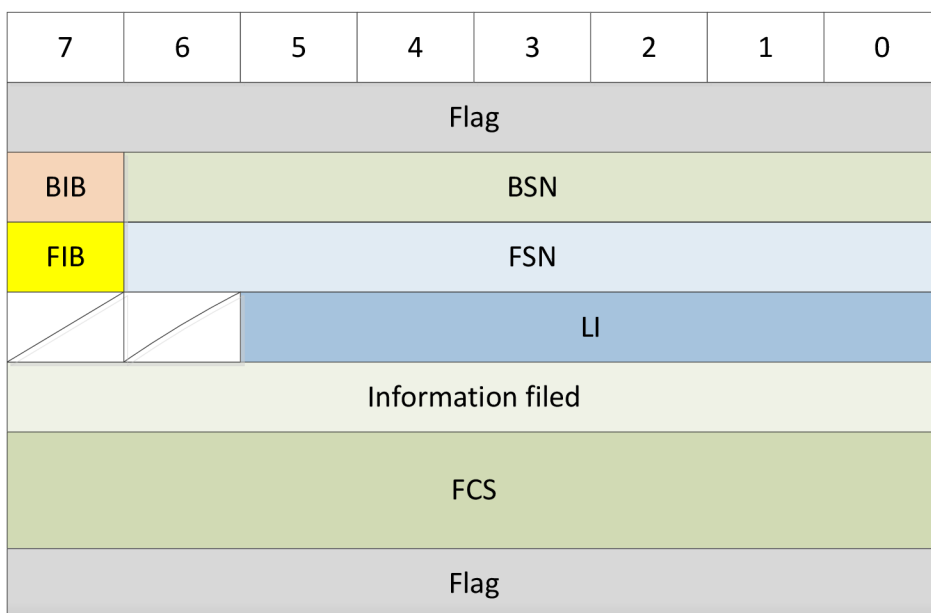 7 6 5 4 3 2 1 0
Flag
BIB BSN
FIB FSN
LI
Information filed
FCS
Flag